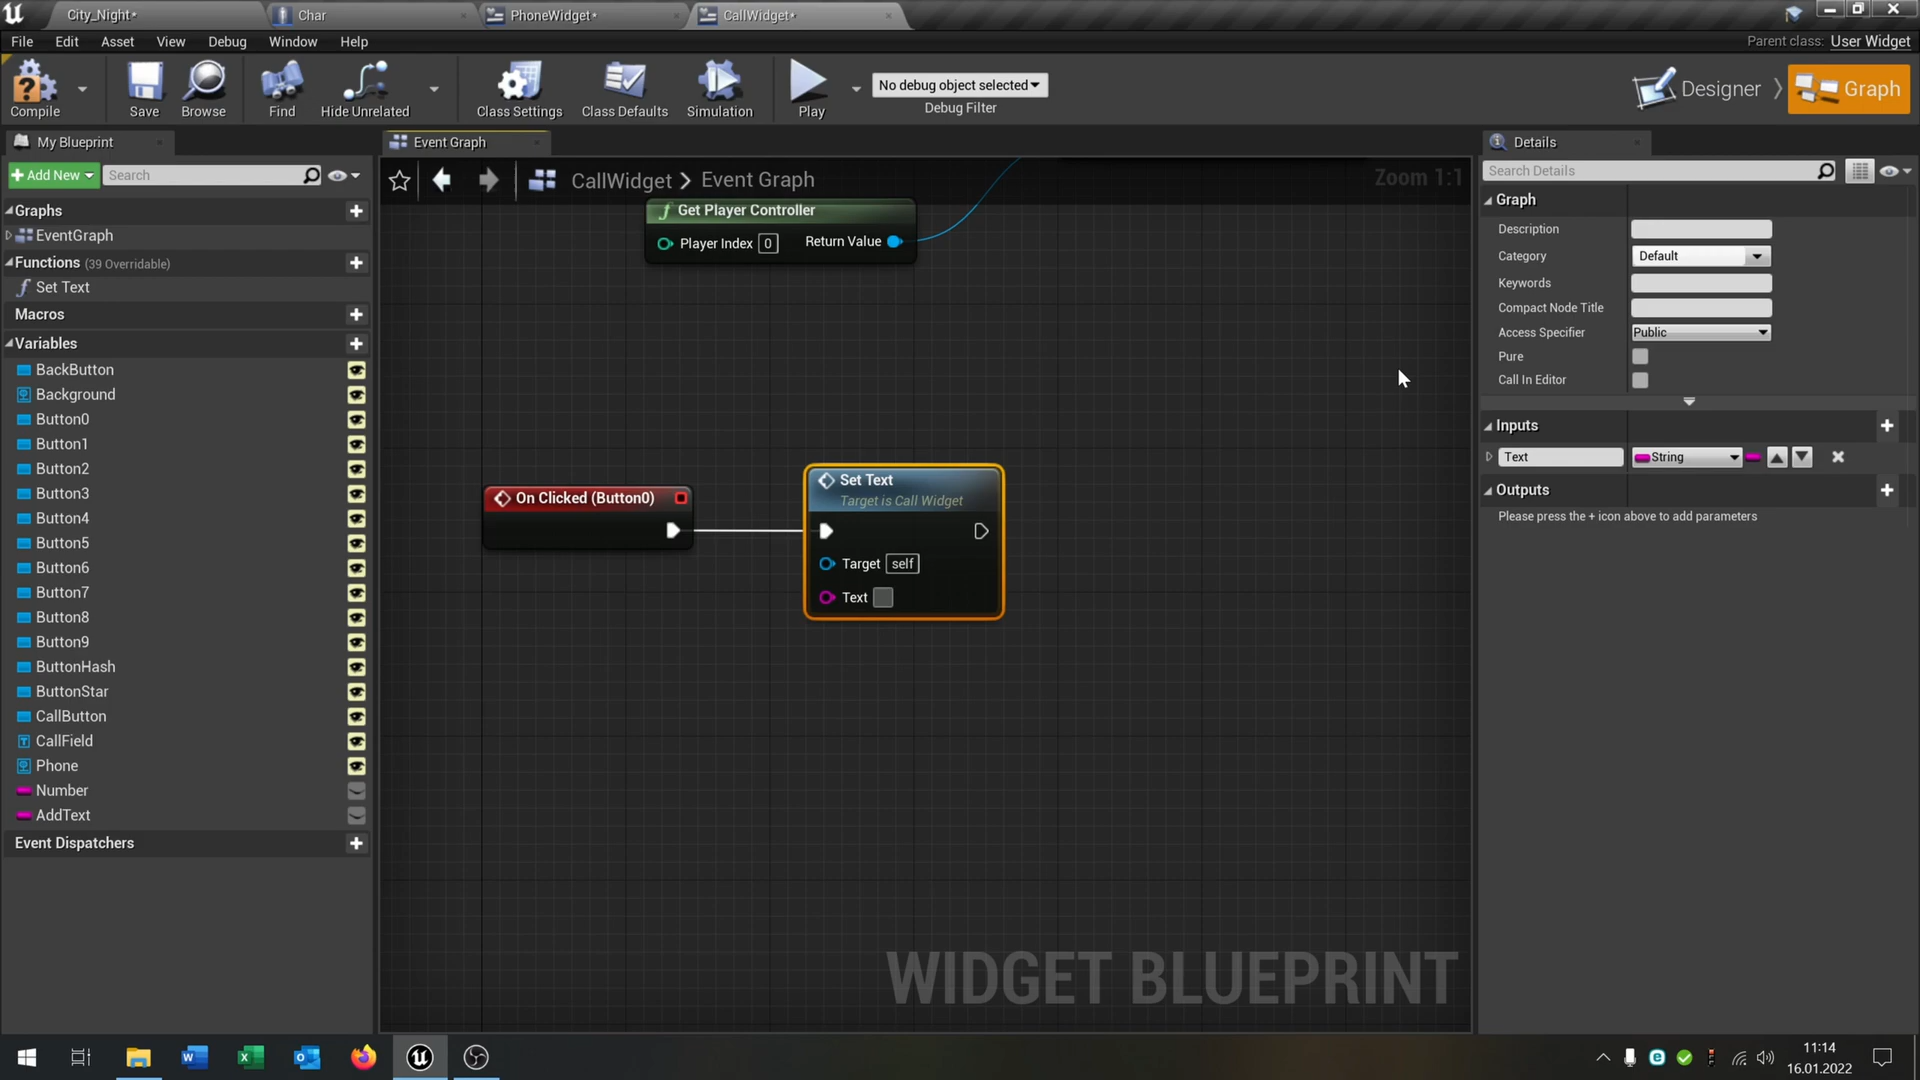 City_Night*
Char
PhoneWidget*
CallWidget*
File
Edit
Asset
View
Debug
Window
Help
Parent class: User Widget
Compile
Save
Browse
Find
Hide Unrelated
Class Settings
Class Defaults
Simulation
Play
No debug object selected
Debug Filter
Designer
Graph
My Blueprint
Add New
Search
Graphs
EventGraph
Functions (39 Overridable)
Set Text
Macros
Variables
BackButton
Background
Button0
Button1
Button2
Button3
Button4
Button5
Button6
Button7
Button8
Button9
ButtonHash
ButtonStar
CallButton
CallField
Phone
Number
AddText
Event Dispatchers
Event Graph
CallWidget > Event Graph
Zoom 1:1
Get Player Controller
Player Index 0
Return Value
On Clicked (Button0)
Set Text
Target is Call Widget
Target self
Text
WIDGET BLUEPRINT
Details
Search Details
Graph
Description
Category Default
Keywords
Compact Node Title
Access Specifier Public
Pure
Call In Editor
Inputs
Text String
Outputs
Please press the + icon above to add parameters
11:14
16.01.2022